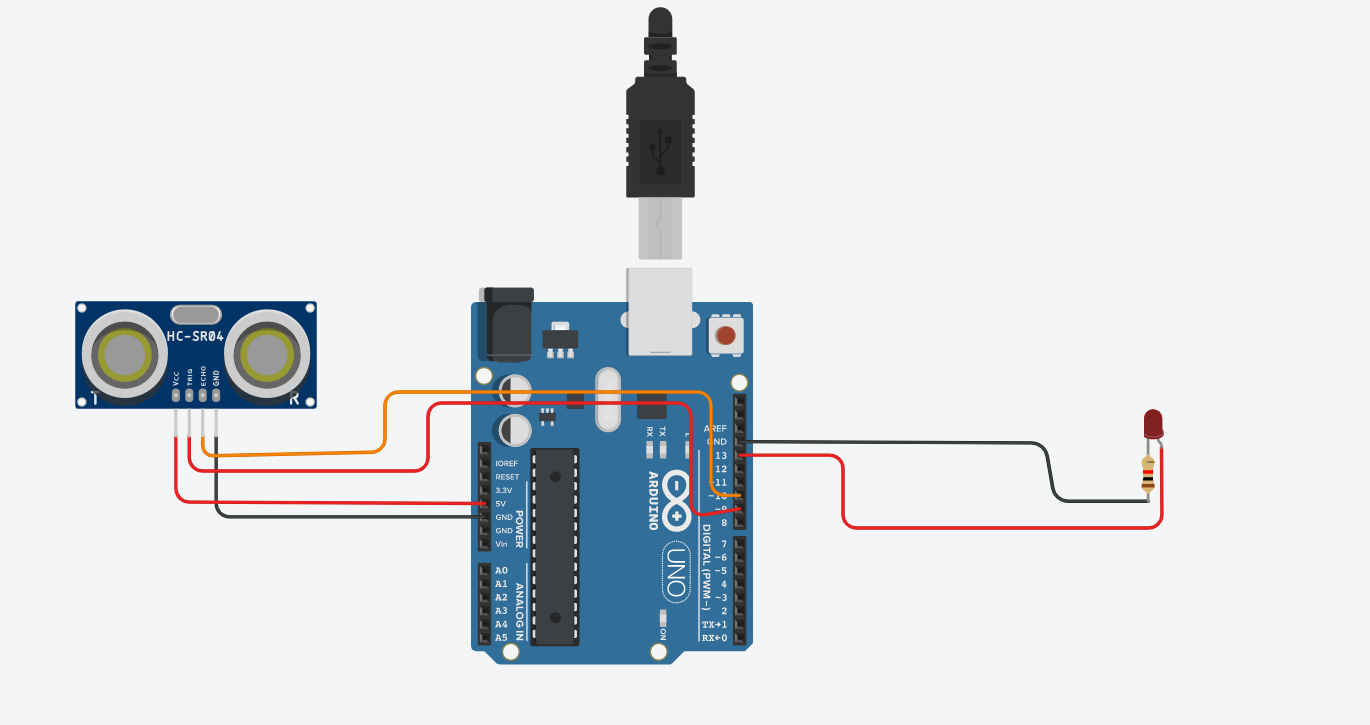 HC-SR04
VCC
TRIG
ECHO
GND
T
R
IOREF
RESET
3.3V
5V
GND
GND
Vin
POWER
A0
A1
A2
A3
A4
A5
ANALOG IN
RX
TX
L
ARDUINO
UNO
ON
AREF
GND
13
12
~11
~10
~9
8
7
~6
~5
4
~3
2
TX→1
RX←0
DIGITAL (PWM~)